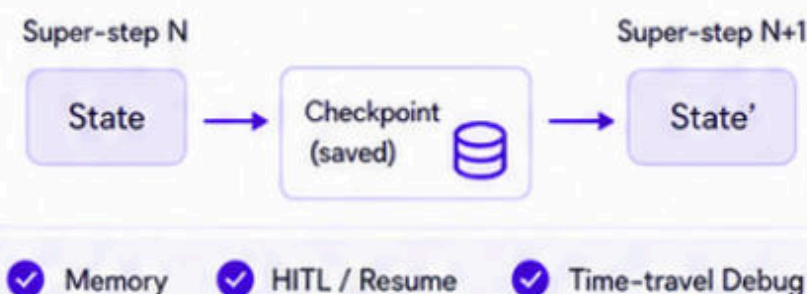 Super-step N
Super-step N+1
State
Checkpoint
(saved)
State’
Memory
HITL / Resume
Time-travel Debug